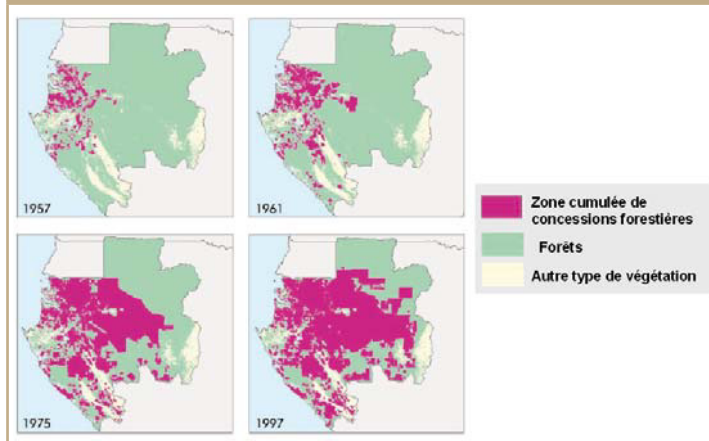 1957
1961
Zone cumulée de
concessions forestières
Forêts
Autre type de végétation
1975
1997